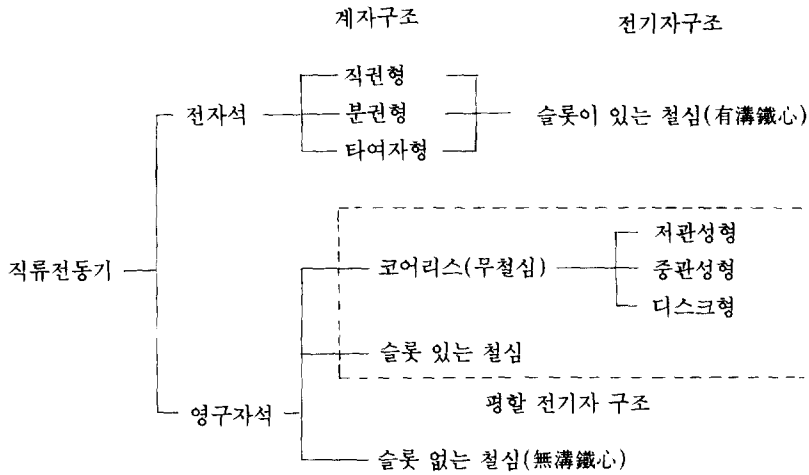 계자구조
전기자구조
직권형
전자석
분권형
슬롯이 있는 철심(有溝鐵心)
타여자형
저관성형
직류전동기
코어리스(무철심)
중관성형
디스크형
슬롯 있는 철심
영구자석
평할 전기자 구조
슬롯 없는 철심(無溝鐵心)